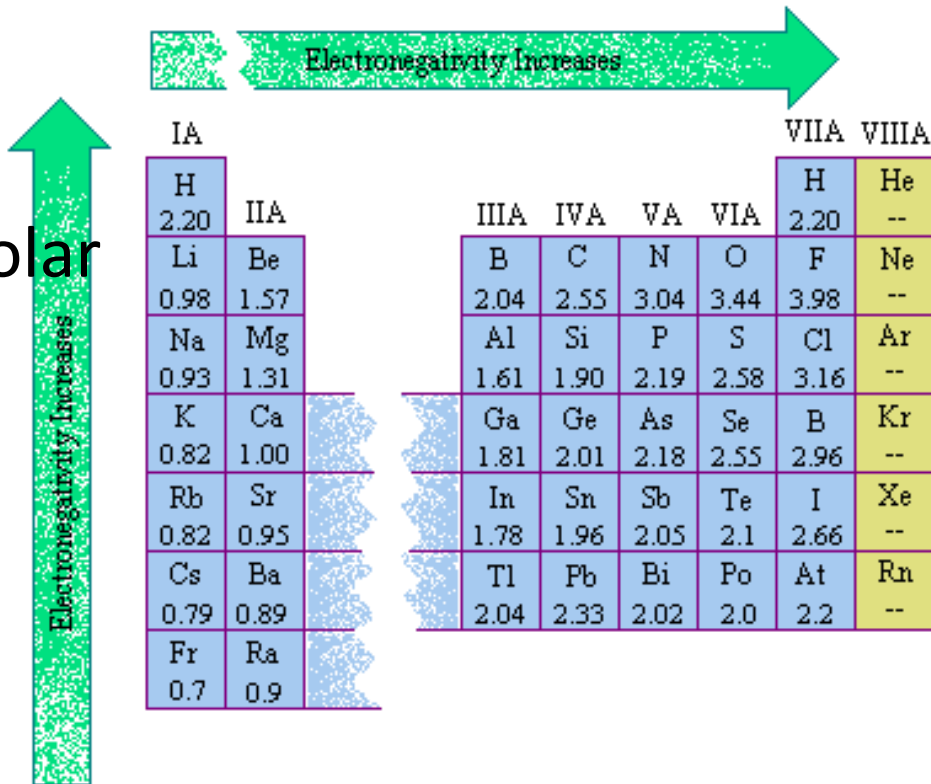 Electronegativity Increases
IA VIIA VIIIA
H H He
2.20 IIA IIIA IVA VA VIA 2.20 --
olar
Li Be B C N O F Ne
0.98 1.57 2.04 2.55 3.04 3.44 3.98 --
Na Mg Al Si P S Cl Ar
0.93 1.31 1.61 1.90 2.19 2.58 3.16 --
K Ca Ga Ge As Se B Kr
0.82 1.00 1.81 2.01 2.18 2.55 2.96 --
Rb Sr In Sn Sb Te I Xe
0.82 0.95 1.78 1.96 2.05 2.1 2.66 --
Cs Ba Tl Pb Bi Po At Rn
0.79 0.89 2.04 2.33 2.02 2.0 2.2 --
Fr Ra
0.7 0.9
Electronegativity Increases